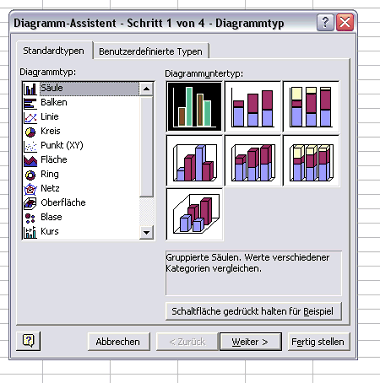 Diagramm-Assistent - Schritt 1 von 4 - Diagrammtyp
Standardtypen
Benutzerdefinierte Typen
Diagrammtyp:
Säule
Balken
Linie
Kreis
Punkt (XY)
Fläche
Ring
Netz
Oberfläche
Blase
Kurs
Diagrammuntertyp:
Gruppierte Säulen. Werte verschiedener
Kategorien vergleichen.
Schaltfläche gedrückt halten für Beispiel
Abbrechen
< Zurück
Weiter >
Fertig stellen